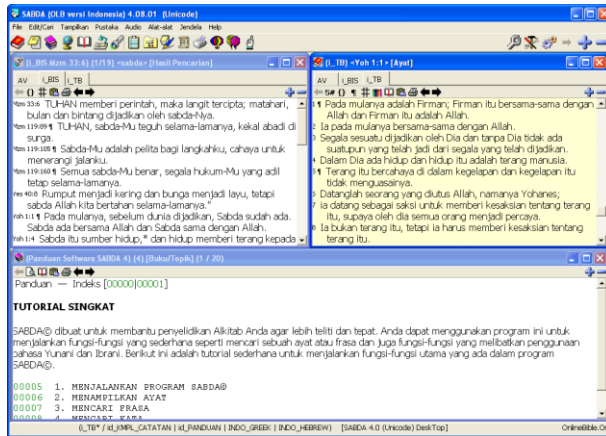 SABDA (OLB versi Indonesia) 4.08.01 (Unicode)
File Edit/Cari Tampilkan Pustaka Audio Alat-alat Jendela Help
(i_BIS Mzm 33:6) (1/19) <sabda> [Hasil Pencarian]
AV i_BIS i_TB
Mzm 33:6 TUHAN memberi perintah, maka langit tercipta; matahari,
bulan dan bintang dijadikan oleh sabda-Nya.
Mzm 119:89 ¶ TUHAN, sabda-Mu teguh selama-lamanya, kekal abadi di
surga.
Mzm 119:105 ¶ Sabda-Mu adalah pelita bagi langkahku, cahaya untuk
menerangi jalanku.
Mzm 119:160 ¶ Semua sabda-Mu benar, segala hukum-Mu yang adil
tetap selama-lamanya.
Yes 40:8 Rumput menjadi kering dan bunga menjadi layu, tetapi
sabda Allah kita bertahan selama-lamanya."
Yoh 1:1 ¶ Pada mulanya, sebelum dunia dijadikan, Sabda sudah ada.
Sabda ada bersama Allah dan Sabda sama dengan Allah.
Yoh 1:4 Sabda itu sumber hidup,* dan hidup memberi terang kepada
(i_TB) <Yoh 1:1> [Ayat]
AV i_BIS i_TB
1 ¶ Pada mulanya adalah Firman; Firman itu bersama-sama dengan
Allah dan Firman itu adalah Allah.
2 Ia pada mulanya bersama-sama dengan Allah.
3 Segala sesuatu dijadikan oleh Dia dan tanpa Dia tidak ada
suatupun yang telah jadi dari segala yang telah dijadikan.
4 Dalam Dia ada hidup dan hidup itu adalah terang manusia.
5 ¶ Terang itu bercahaya di dalam kegelapan dan kegelapan itu
tidak menguasainya.
6 Datanglah seorang yang diutus Allah, namanya Yohanes;
7 ia datang sebagai saksi untuk memberi kesaksian tentang terang
itu, supaya oleh dia semua orang menjadi percaya.
8 Ia bukan terang itu, tetapi ia harus memberi kesaksian tentang
terang itu.
(Panduan Software SABDA 4) (4) [Buku/Topik] (1 / 20)
Panduan — Indeks [00000|00001]
TUTORIAL SINGKAT
SABDA© dibuat untuk membantu penyelidikan Alkitab Anda agar lebih teliti dan tepat. Anda dapat menggunakan program ini untuk
menjalankan fungsi-fungsi yang sederhana seperti mencari sebuah ayat atau frasa dan juga fungsi-fungsi yang melibatkan penggunaan
bahasa Yunani dan Ibrani. Berikut ini adalah tutorial sederhana untuk menjalankan fungsi-fungsi utama yang ada dalam program
SABDA©.
00005 1. MENJALANKAN PROGRAM SABDA©
00006 2. MENAMPILKAN AYAT
00007 3. MENCARI FRASA
00008 4. MENCARI KATA
(i_TB* / id_KMPL_CATATAN | id_PANDUAN | INDO_GREEK | INDO_HEBREW) [SABDA 4.0 (Unicode) DeskTop]
OnlineBible.Or